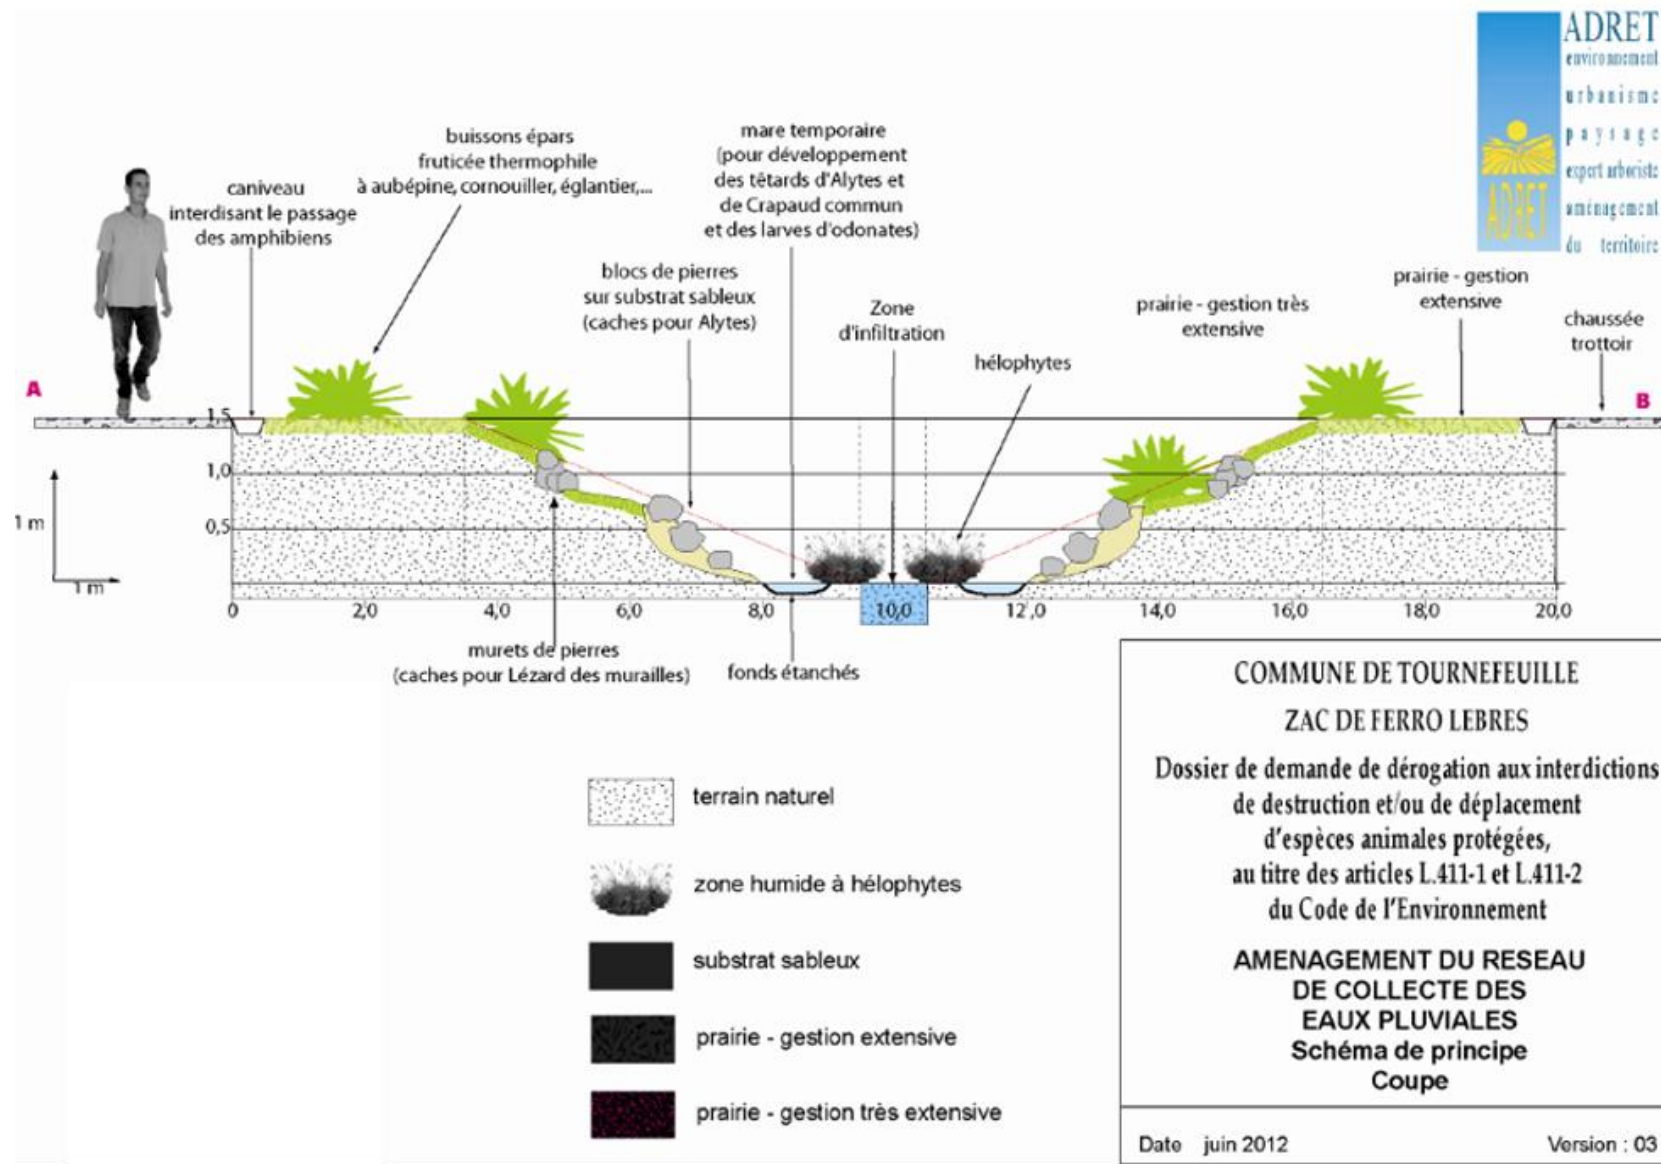 ADRET
environnement
urbanisme
paysage
expert arboriste
aménagement
du territoire
ADRET
mare temporaire
(pour développement
des têtards d'Alytes et
de Crapaud commun
et des larves d'odonates)
buissons épars
fruticée thermophile
à aubépine, cornouiller, églantier,...
caniveau
interdisant le passage
des amphibiens
blocs de pierres
sur substrat sableux
(caches pour Alytes)
Zone
d'infiltration
hélophytes
prairie - gestion très
extensive
prairie - gestion
extensive
chaussée
trottoir
A
B
1,5
1,0
0,5
1 m
1 m
0 2,0 4,0 6,0 8,0 10,0 12,0 14,0 16,0 18,0 20,0
murets de pierres
(caches pour Lézard des murailles)
fonds étanchés
terrain naturel
zone humide à hélophytes
substrat sableux
prairie - gestion extensive
prairie - gestion très extensive
COMMUNE DE TOURNEFEUILLE
ZAC DE FERRO LEBRES
Dossier de demande de dérogation aux interdictions
de destruction et/ou de déplacement
d'espèces animales protégées,
au titre des articles L.411-1 et L.411-2
du Code de l'Environnement
AMENAGEMENT DU RESEAU
DE COLLECTE DES
EAUX PLUVIALES
Schéma de principe
Coupe
Date juin 2012 Version : 03